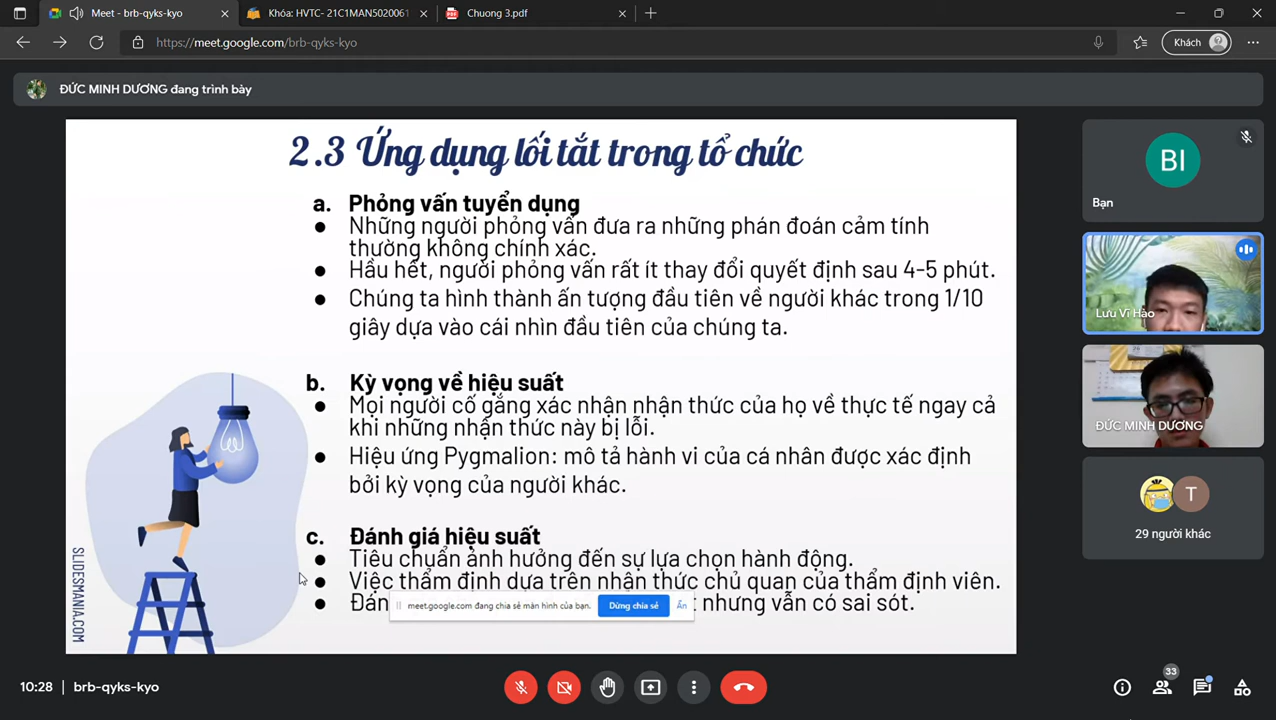 Meet - brb-qyks-kyo
Khóa: HVTC- 21C1MAN5020061
PDF
Chuong 3.pdf
https://meet.google.com/brb-qyks-kyo
Khách
ĐỨC MINH DƯƠNG đang trình bày
2.3 Ứng dụng lối tắt trong tổ chức
a. Phỏng vấn tuyển dụng
● Những người phỏng vấn đưa ra những phán đoán cảm tính
thường không chính xác.
● Hầu hết, người phỏng vấn rất ít thay đổi quyết định sau 4-5 phút.
● Chúng ta hình thành ấn tượng đầu tiên về người khác trong 1/10
giây dựa vào cái nhìn đầu tiên của chúng ta.
b. Kỳ vọng về hiệu suất
● Mọi người cố gắng xác nhận nhận thức của họ về thực tế ngay cả
khi những nhận thức này bị lỗi.
● Hiệu ứng Pygmalion: mô tả hành vi của cá nhân được xác định
bởi kỳ vọng của người khác.
c. Đánh giá hiệu suất
● Tiêu chuẩn ảnh hưởng đến sự lựa chọn hành động.
● Việc thẩm định dựa trên nhận thức chủ quan của thẩm định viên.
● nhưng vẫn có sai sót.
meet.google.com đang chia sẻ màn hình của bạn.
Dừng chia sẻ
Ẩn
SLIDESMANIA.COM
BI
Bạn
Lưu Vĩ Hào
ĐỨC MINH DƯƠNG
T
29 người khác
10:28 | brb-qyks-kyo
33